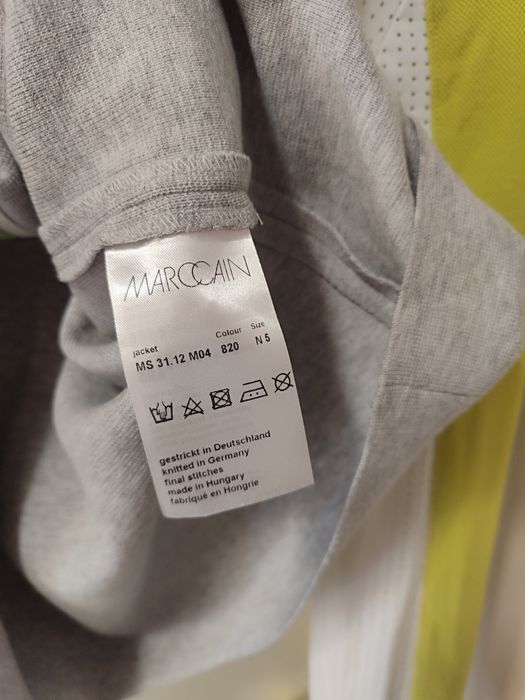 MARCCAIN
jacket Colour Size
MS 31.12 M04 820 N 5
gestrickt in Deutschland
knitted in Germany
final stitches
made in Hungary
fabriqué en Hongrie